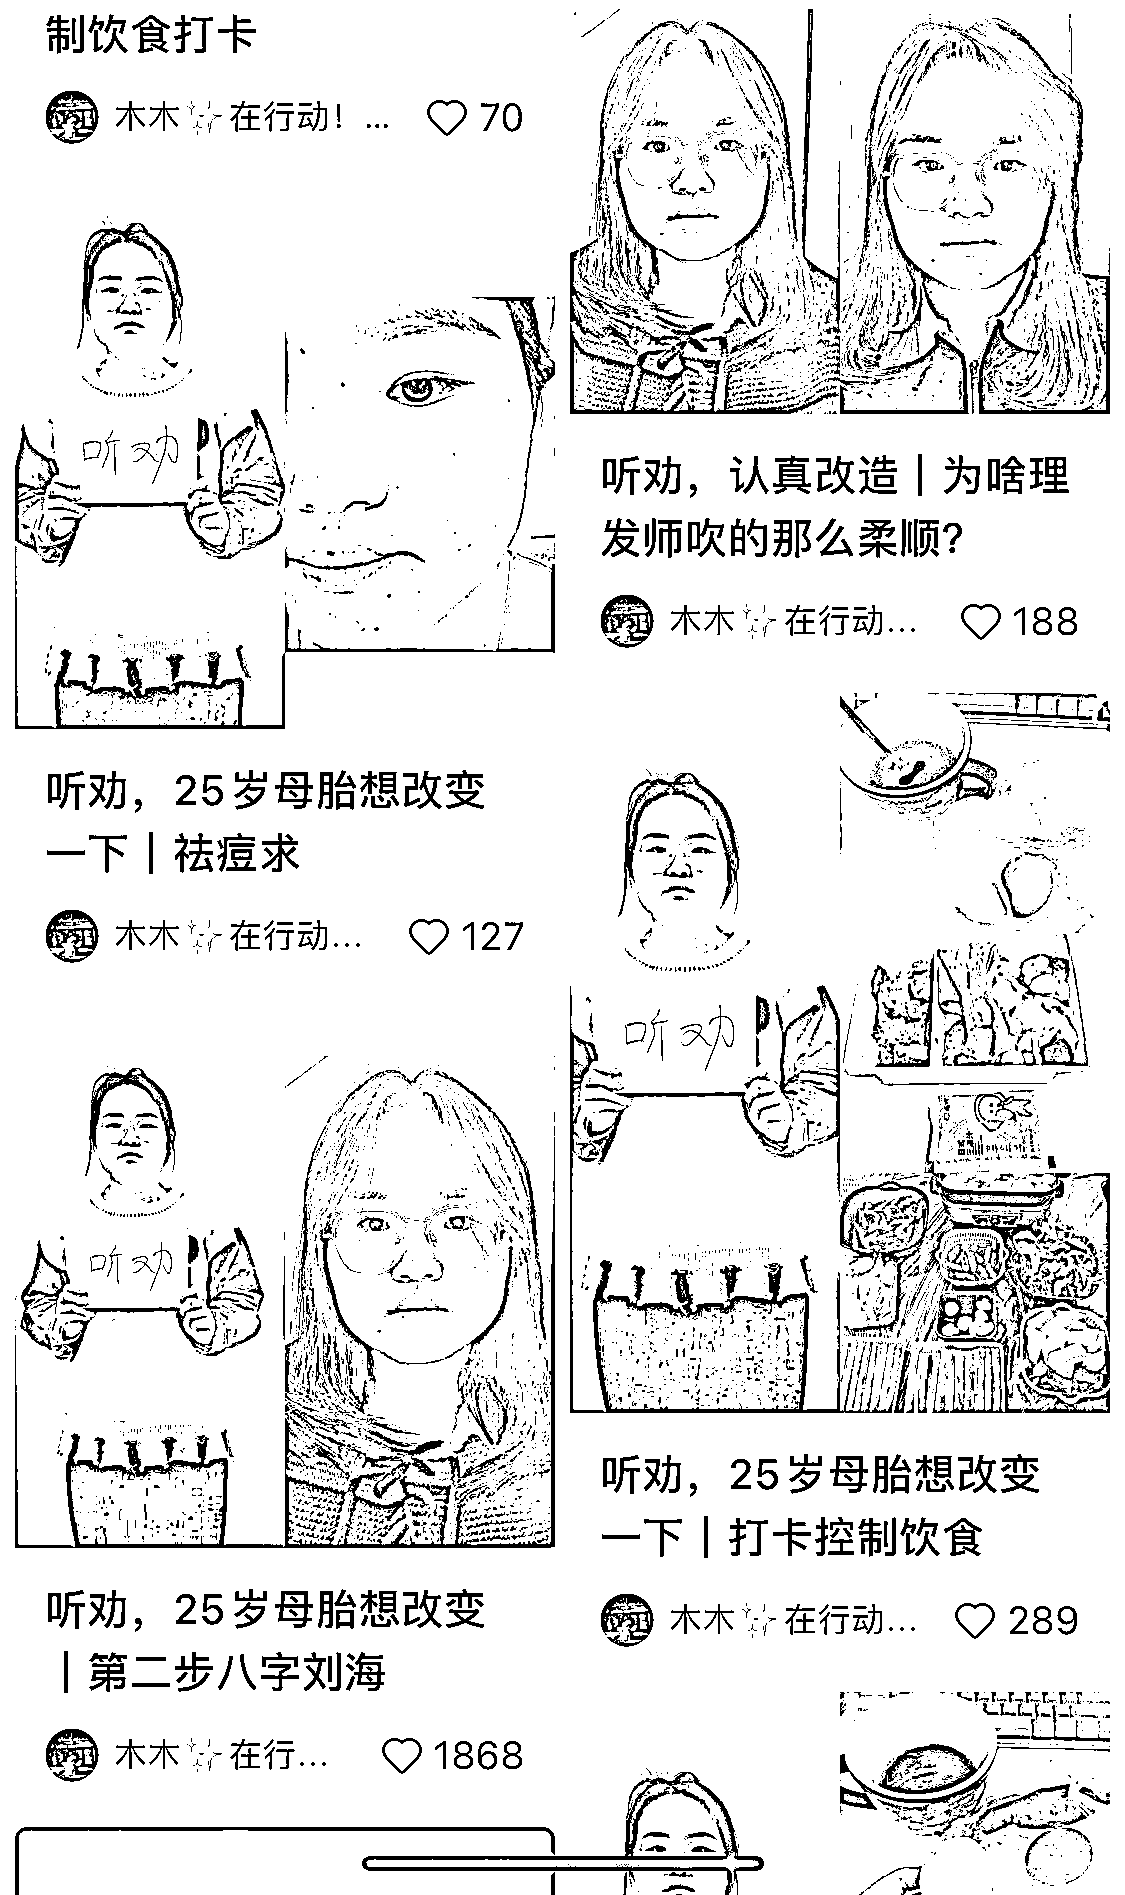 制饮食打卡
木木✨在行动！...
70
听劝
听劝，25岁母胎想改变
一下｜祛痘求
木木✨在行动...
127
听劝
听劝，25岁母胎想改变
｜第二步八字刘海
木木✨在行...
1868
听劝，认真改造｜为啥理
发师吹的那么柔顺？
木木✨在行动...
188
听劝
听劝，25岁母胎想改变
一下｜打卡控制饮食
木木✨在行动...
289